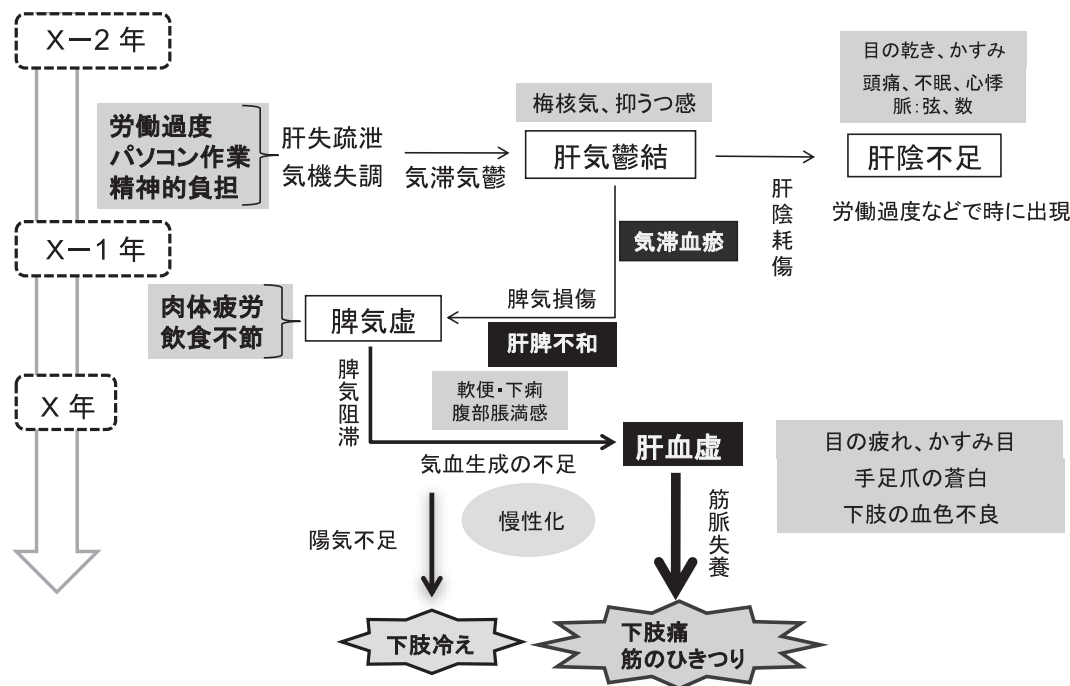 X－2 年
目の乾き、かすみ
頭痛、不眠、心悸
脈:弦、数
梅核気、抑うつ感
労働過度
パソコン作業
精神的負担
肝失疏泄
気機失調
気滞気鬱
肝気鬱結
肝陰不足
肝陰耗傷
労働過度などで時に出現
X－1 年
気滞血瘀
肉体疲労
飲食不節
脾気虚
脾気損傷
肝脾不和
脾気阻滞
軟便・下痢
腹部脹満感
X 年
肝血虚
気血生成の不足
目の疲れ、かすみ目
手足爪の蒼白
下肢の血色不良
慢性化
陽気不足
筋脈失養
下肢冷え
下肢痛
筋のひきつり